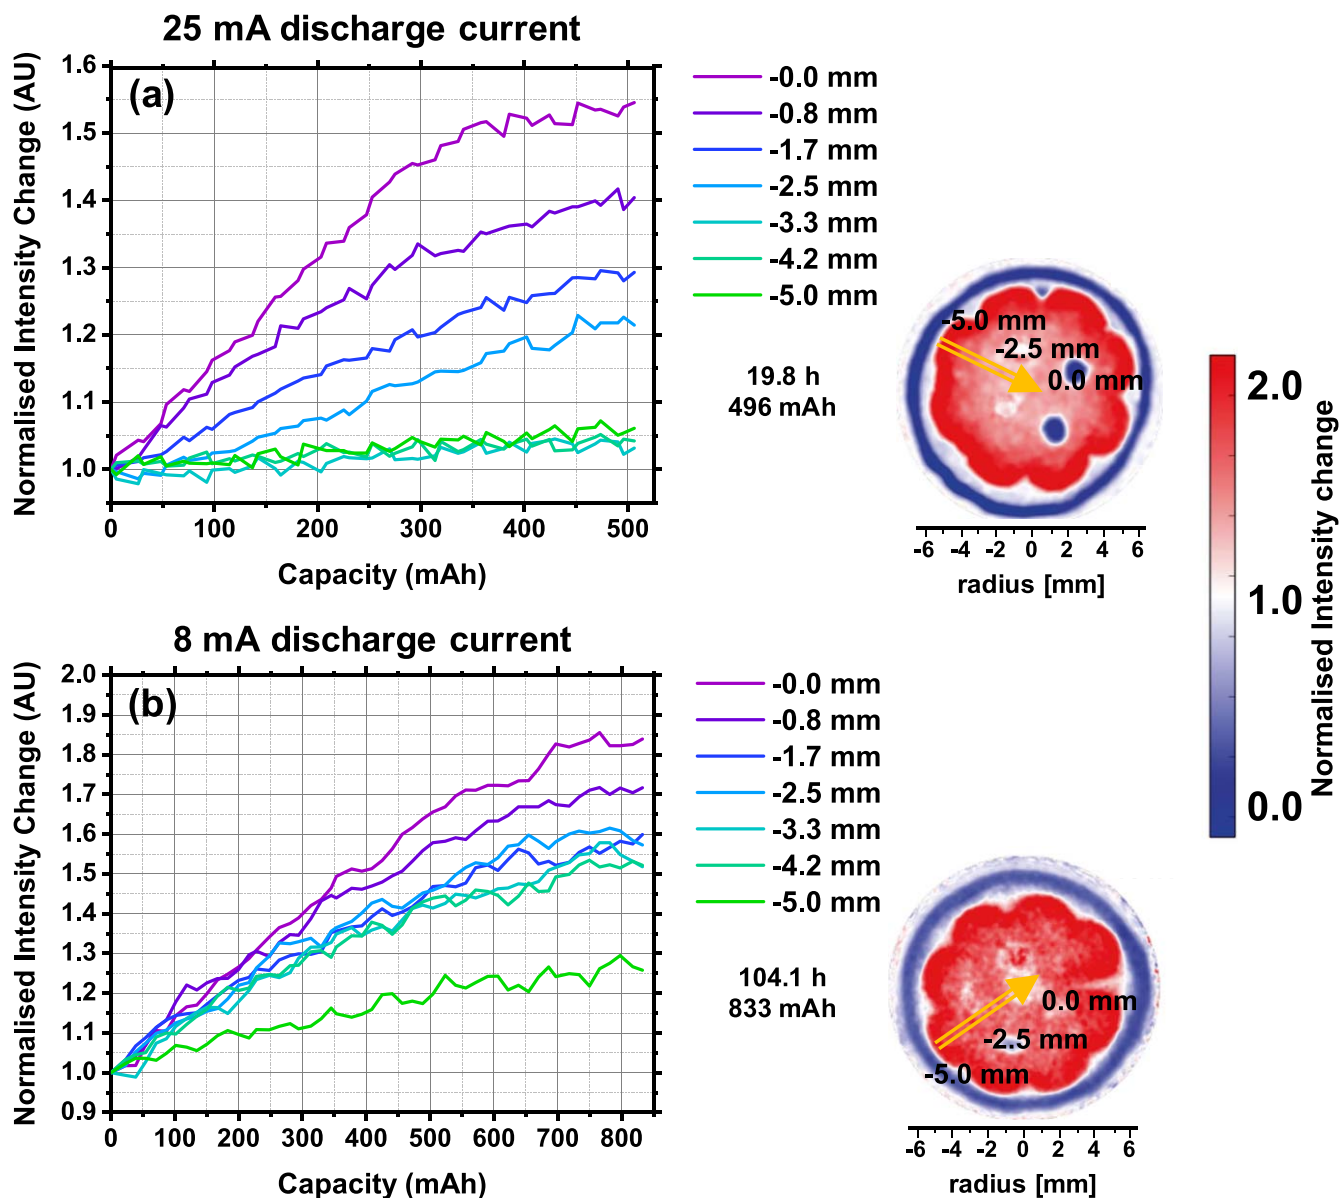 25 mA discharge current
(a)
Normalised Intensity Change (AU)
1.6
1.5
1.4
1.3
1.2
1.1
1.0
0 100 200 300 400 500
Capacity (mAh)
-0.0 mm
-0.8 mm
-1.7 mm
-2.5 mm
-3.3 mm
-4.2 mm
-5.0 mm
19.8 h
496 mAh
-5.0 mm
-2.5 mm
0.0 mm
-6 -4 -2 0 2 4 6
radius [mm]
2.0
1.0
0.0
Normalised Intensity change
8 mA discharge current
(b)
Normalised Intensity Change (AU)
2.0
1.9
1.8
1.7
1.6
1.5
1.4
1.3
1.2
1.1
1.0
0.9
0 100 200 300 400 500 600 700 800
Capacity (mAh)
-0.0 mm
-0.8 mm
-1.7 mm
-2.5 mm
-3.3 mm
-4.2 mm
-5.0 mm
104.1 h
833 mAh
0.0 mm
-2.5 mm
-5.0 mm
-6 -4 -2 0 2 4 6
radius [mm]